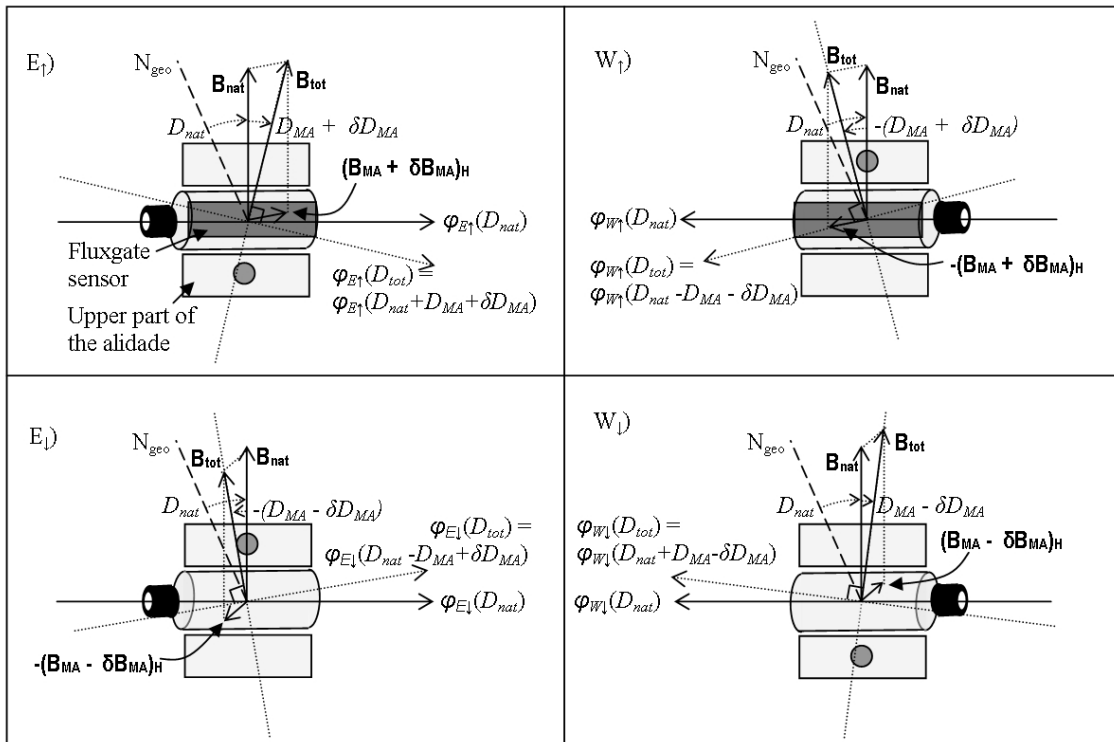 E↑)
N_geo
B_nat
B_tot
D_nat
D_MA + δD_MA
(B_MA + δB_MA)_H
φ_E↑(D_nat)
Fluxgate
sensor
φ_E↑(D_tot) =
φ_E↑(D_nat+D_MA+δD_MA)
Upper part of
the alidade
W↑)
N_geo
B_tot
B_nat
D_nat
-(D_MA + δD_MA)
φ_W↑(D_nat)
φ_W↑(D_tot) =
φ_W↑(D_nat -D_MA - δD_MA)
-(B_MA + δB_MA)_H
E↓)
N_geo
B_tot
B_nat
D_nat
-(D_MA - δD_MA)
φ_E↓(D_tot) =
φ_E↓(D_nat -D_MA+δD_MA)
φ_E↓(D_nat)
-(B_MA - δB_MA)_H
W↓)
N_geo
B_nat
B_tot
D_nat
D_MA - δD_MA
φ_W↓(D_tot) =
φ_W↓(D_nat+D_MA-δD_MA)
(B_MA - δB_MA)_H
φ_W↓(D_nat)